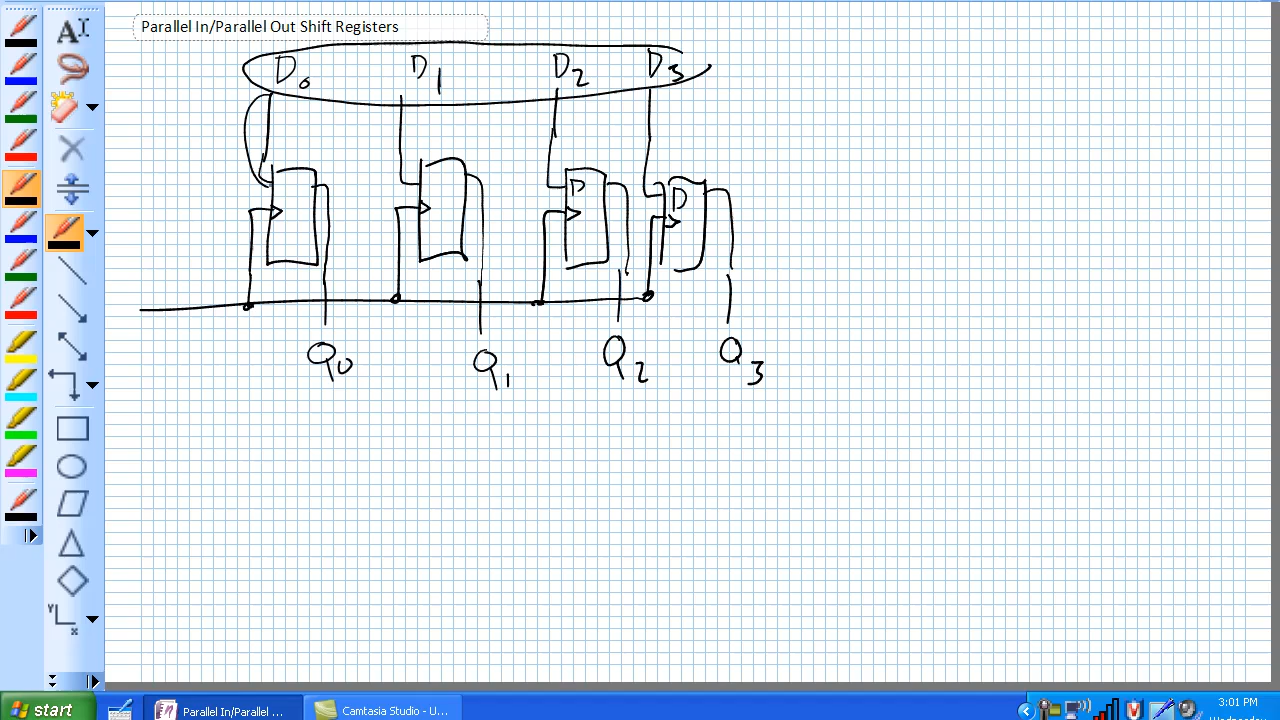 Parallel In/Parallel Out Shift Registers
D0 D1 D2 D3
D D
Q0 Q1 Q2 Q3
start
Parallel In/Parallel ...
Camtasia Studio - U...
3:01 PM
Wednesday